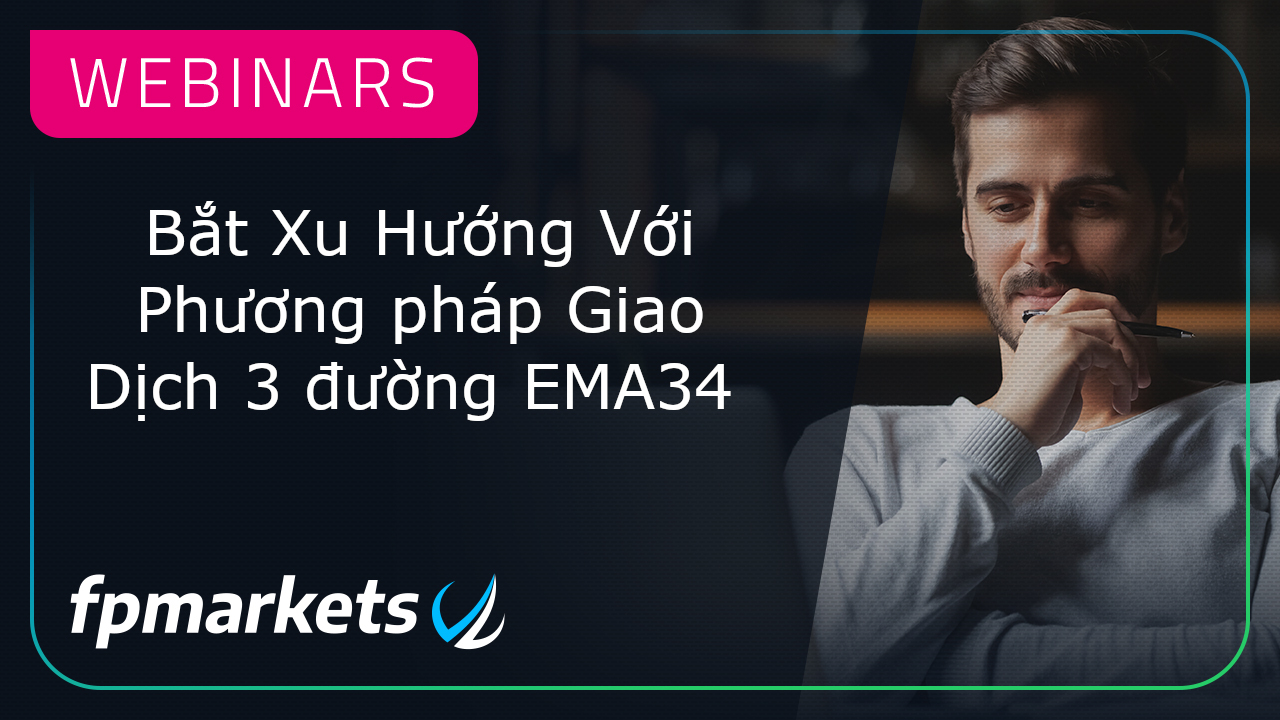 WEBINARS
Bắt Xu Hướng Với
Phương pháp Giao
Dịch 3 đường EMA34
fpmarkets